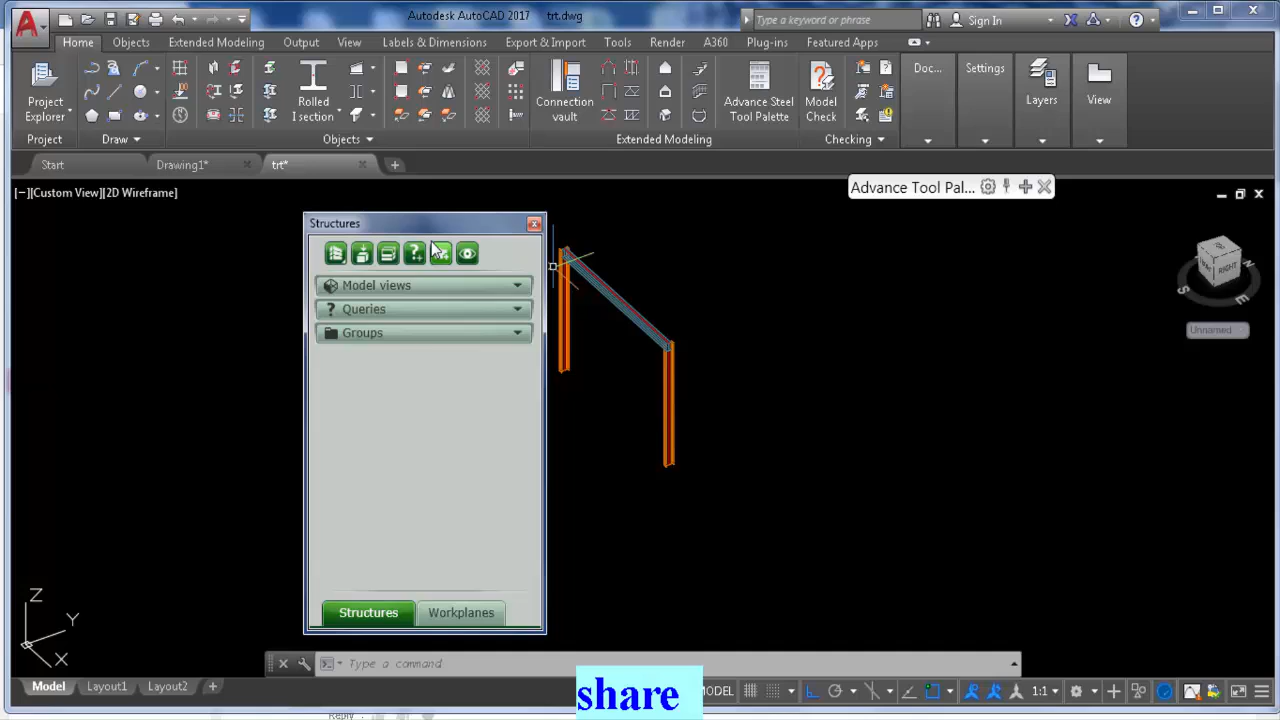 Autodesk AutoCAD 2017 trt.dwg
Type a keyword or phrase
Sign In
Home Objects Extended Modeling Output View Labels & Dimensions Export & Import Tools Render A360 Plug-ins Featured Apps
Project Explorer
Rolled I section
Connection vault
Advance Steel Tool Palette
Model Check
Doc...
Settings
Layers
View
Project Draw Objects Extended Modeling Checking
Start Drawing1* trt*
[−][Custom View][2D Wireframe]
Advance Tool Pal...
Structures
Model views
Queries
Groups
Structures Workplanes
RIGHT
N
S
E
Unnamed
Z
Y
X
Type a command
Model Layout1 Layout2
share
MODEL
1:1
Reply